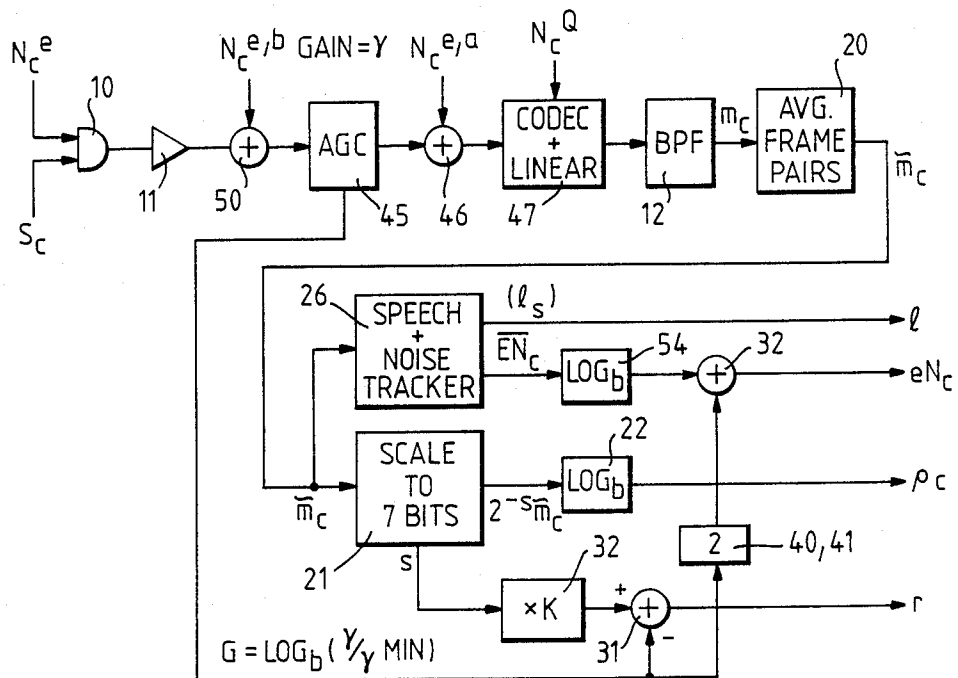 N_c^e
N_c^e,b GAIN=γ
N_c^e,a
N_c^Q
20
10
+
AGC
+
CODEC
+
LINEAR
BPF
m_c
AVG.
FRAME
PAIRS
m̃_c
S_c
11
50
45
46
47
12
26
SPEECH
+
NOISE
TRACKER
(ℓ_s)
ℓ
E̅N̅_c
54
LOG_b
32
+
eN_c
22
SCALE
TO
7 BITS
m̃_c
2^-s m̃_c
LOG_b
ρ_c
21
s
2
40,41
32
×K
+
+
-
31
r
G=LOG_b(γ/γ MIN)